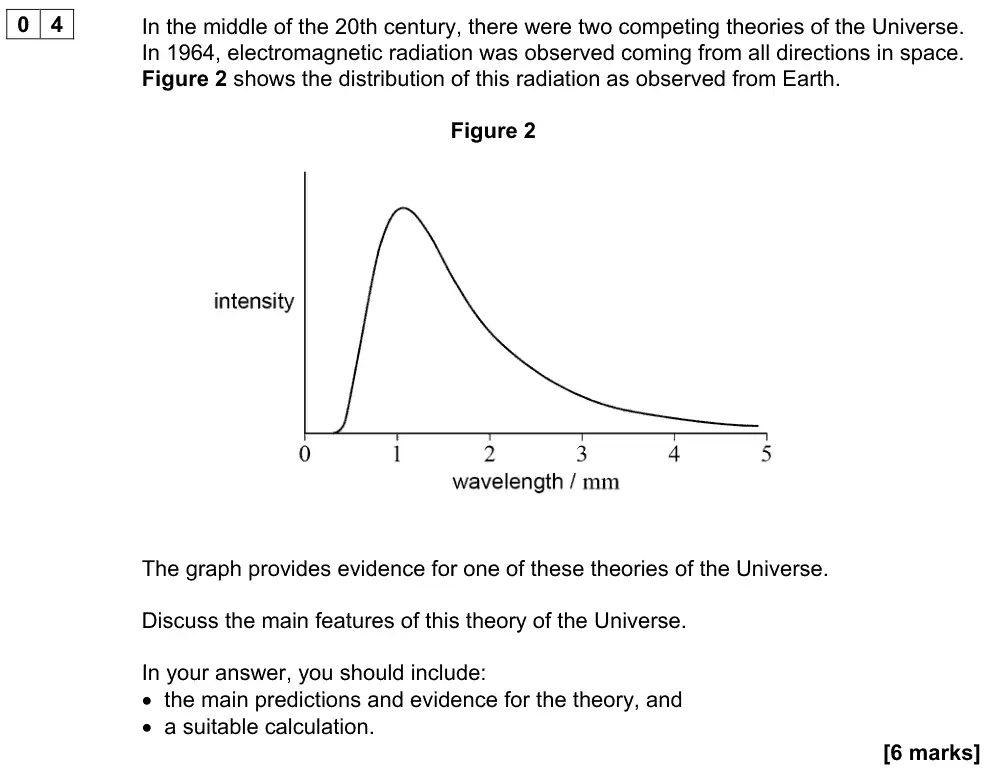 0 4
In the middle of the 20th century, there were two competing theories of the Universe.
In 1964, electromagnetic radiation was observed coming from all directions in space.
Figure 2 shows the distribution of this radiation as observed from Earth.
Figure 2
intensity
0 1 2 3 4 5
wavelength / mm
The graph provides evidence for one of these theories of the Universe.
Discuss the main features of this theory of the Universe.
In your answer, you should include:
• the main predictions and evidence for the theory, and
• a suitable calculation.
[6 marks]